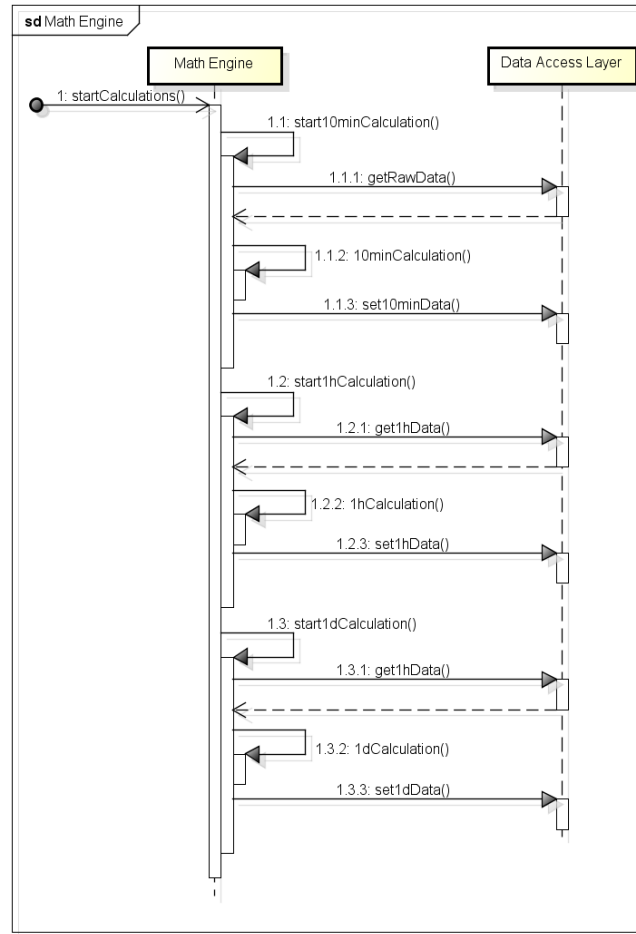 sd Math Engine
Math Engine
Data Access Layer
1: startCalculations()
1.1: start10minCalculation()
1.1.1: getRawData()
1.1.2: 10minCalculation()
1.1.3: set10minData()
1.2: start1hCalculation()
1.2.1: get1hData()
1.2.2: 1hCalculation()
1.2.3: set1hData()
1.3: start1dCalculation()
1.3.1: get1hData()
1.3.2: 1dCalculation()
1.3.3: set1dData()